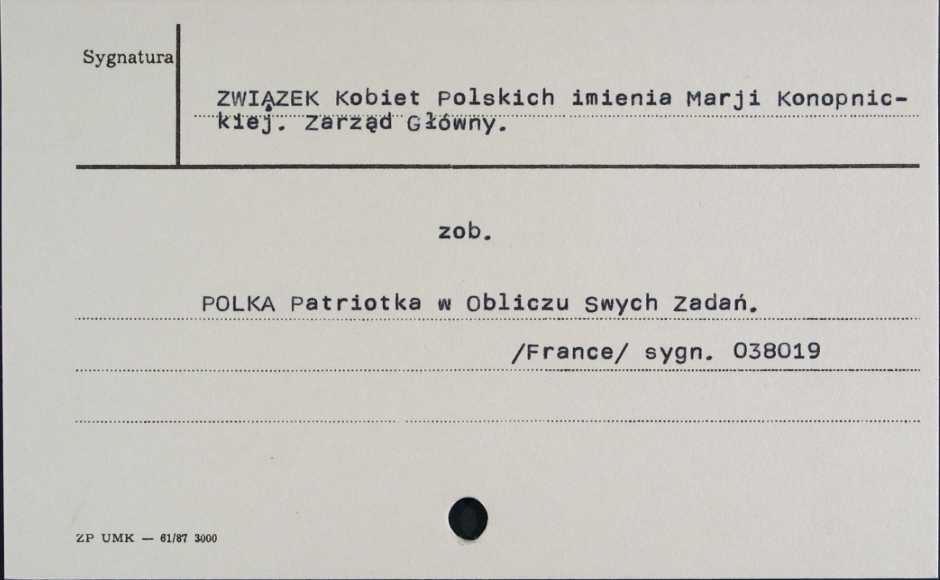 Sygnatura
ZWIĄZEK Kobiet Polskich imienia Marji Konopnic-
kiej. Zarząd Główny.
zob.
POLKA Patriotka w Obliczu Swych Zadań.
/France/ sygn. 038019
ZP UMK — 61/87 3000